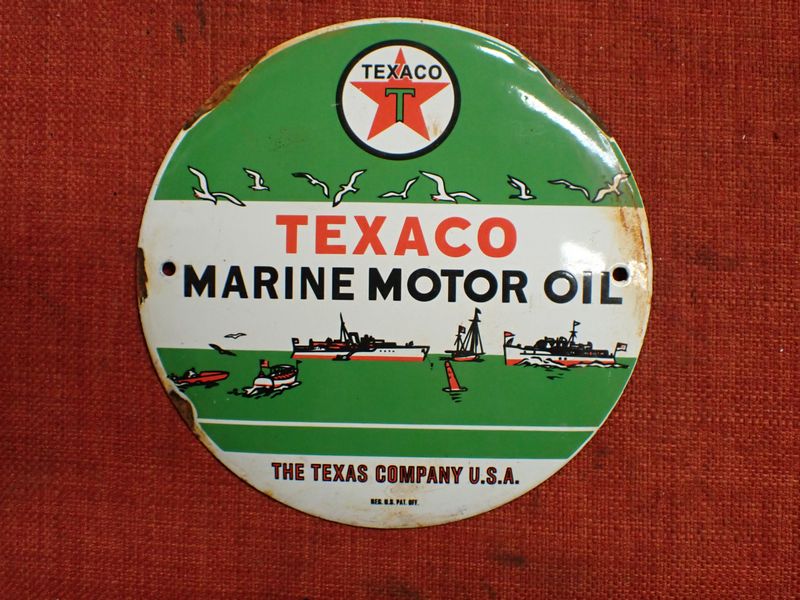 TEXACO
T
TEXACO
MARINE MOTOR OIL
THE TEXAS COMPANY U.S.A.
REG. U.S. PAT. OFF.